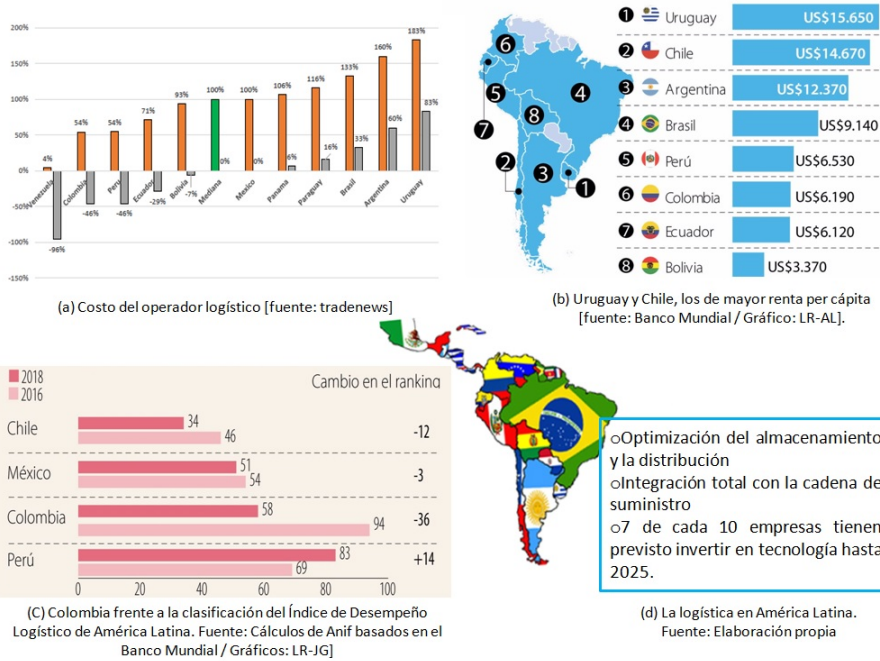 200%
150%
100%
50%
0%
-50%
-100%
-150%
4%
54%
54%
71%
93%
100%
100%
106%
116%
133%
160%
183%
-96%
-46%
-46%
-29%
-7%
0%
0%
6%
16%
33%
60%
83%
Venezuela
Colombia
Peru
Ecuador
Bolivia
Mediana
Mexico
Panama
Paraguay
Brasil
Argentina
Uruguay
(a) Costo del operador logístico [fuente: tradenews]
6
5
4
8
7
2
3
1
1 Uruguay US$15.650
2 Chile US$14.670
3 Argentina US$12.370
4 Brasil US$9.140
5 Perú US$6.530
6 Colombia US$6.190
7 Ecuador US$6.120
8 Bolivia US$3.370
(b) Uruguay y Chile, los de mayor renta per cápita
[fuente: Banco Mundial / Gráfico: LR-AL].
2018
2016
Cambio en el ranking
Chile 34 46 -12
México 51 54 -3
Colombia 58 94 -36
Perú 83 69 +14
0 20 40 60 80 100
(C) Colombia frente a la clasificación del Índice de Desempeño
Logístico de América Latina. Fuente: Cálculos de Anif basados en el
Banco Mundial / Gráficos: LR-JG]
oOptimización del almacenamiento
y la distribución
oIntegración total con la cadena de
suministro
o7 de cada 10 empresas tienen
previsto invertir en tecnología hasta
2025.
(d) La logística en América Latina.
Fuente: Elaboración propia